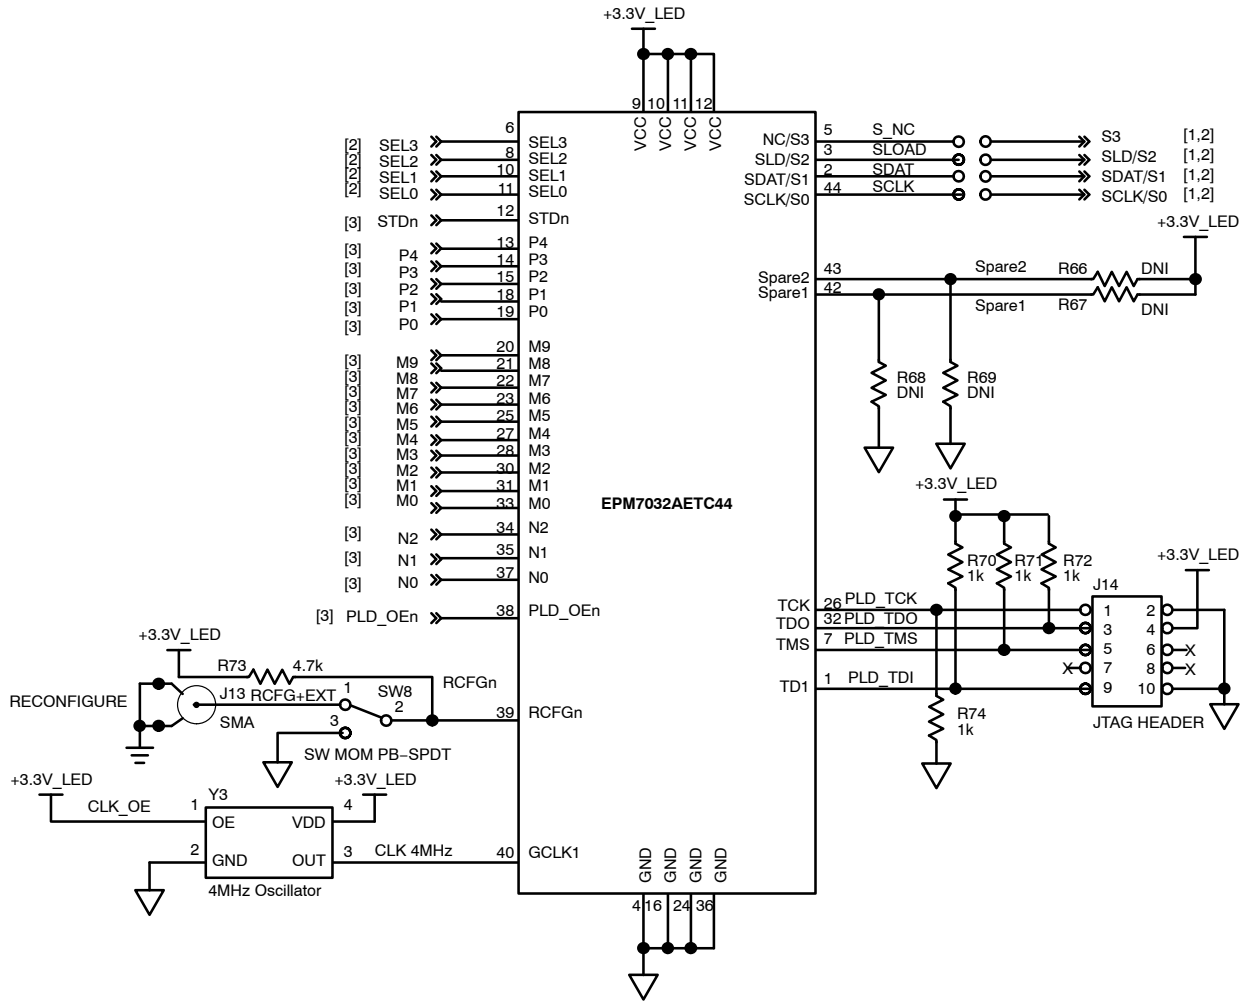 +3.3V_LED
9 10 11 12
VCC VCC VCC VCC
[2] SEL3 6 SEL3
[2] SEL2 8 SEL2
[2] SEL1 10 SEL1
[2] SEL0 11 SEL0
[3] STDn 12 STDn
[3] P4 13 P4
[3] P3 14 P3
[3] P2 15 P2
[3] P1 18 P1
[3] P0 19 P0
[3] M9 20 M9
[3] M8 21 M8
[3] M7 22 M7
[3] M6 23 M6
[3] M5 25 M5
[3] M4 27 M4
[3] M3 28 M3
[3] M2 30 M2
[3] M1 31 M1
[3] M0 33 M0
[3] N2 34 N2
[3] N1 35 N1
[3] N0 37 N0
[3] PLD_OEn 38 PLD_OEn
EPM7032AETC44
NC/S3 5 S_NC S3 [1,2]
SLD/S2 3 SLOAD SLD/S2 [1,2]
SDAT/S1 2 SDAT SDAT/S1 [1,2]
SCLK/S0 44 SCLK SCLK/S0 [1,2]
+3.3V_LED
Spare2 43 Spare2 R66 DNI
Spare1 42 Spare1 R67 DNI
R68
DNI
R69
DNI
+3.3V_LED
R70
1k
R71
1k
R72
1k
+3.3V_LED
J14
TCK 26 PLD_TCK 1 2
TDO 32 PLD_TDO 3 4
TMS 7 PLD_TMS 5 6 X
X 7 8 X
TD1 1 PLD_TDI 9 10
R74
1k
JTAG HEADER
+3.3V_LED
R73 4.7k
RCFGn
RECONFIGURE
J13 RCFG+EXT 1 SW8
2
SMA
3
39 RCFGn
SW MOM PB-SPDT
+3.3V_LED
+3.3V_LED
CLK_OE 1 Y3 4
OE VDD
2 GND OUT 3 CLK 4MHz 40 GCLK1
4MHz Oscillator
GND GND GND GND
4 16 24 36